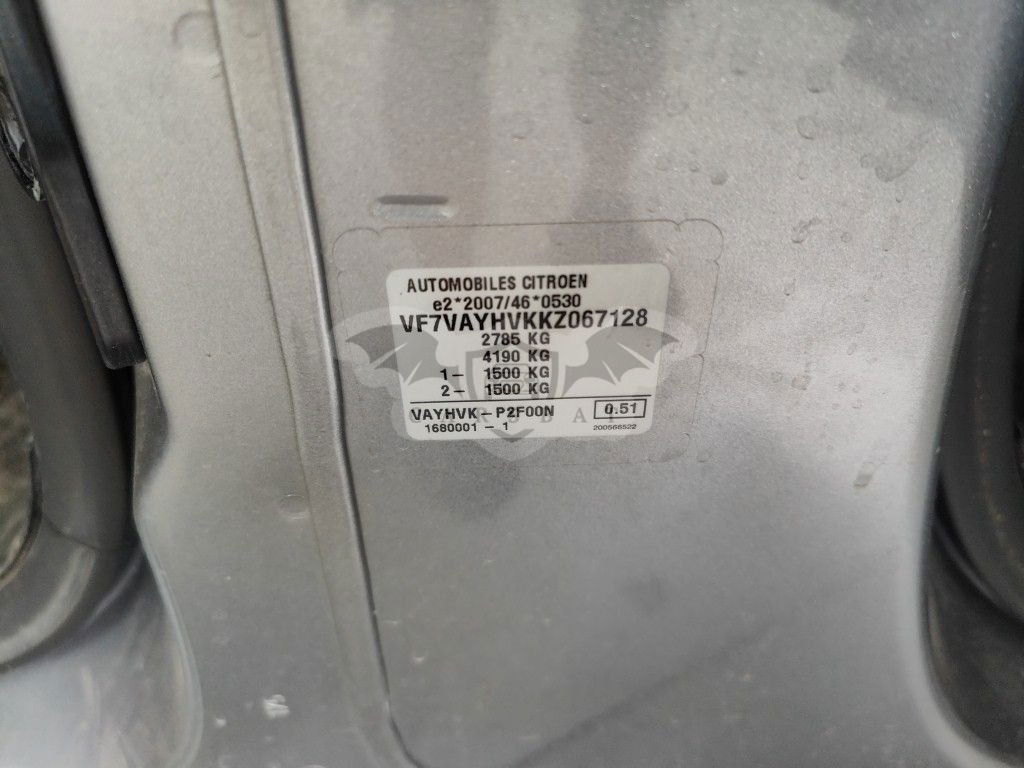 AUTOMOBILES CITROEN
e2*2007/46*0530
VF7VAYHVKKZ067128
2785 KG
4190 KG
1- 1500 KG
2- 1500 KG
VAYHVK-P2F00N 0.51
1680001-1 200566522